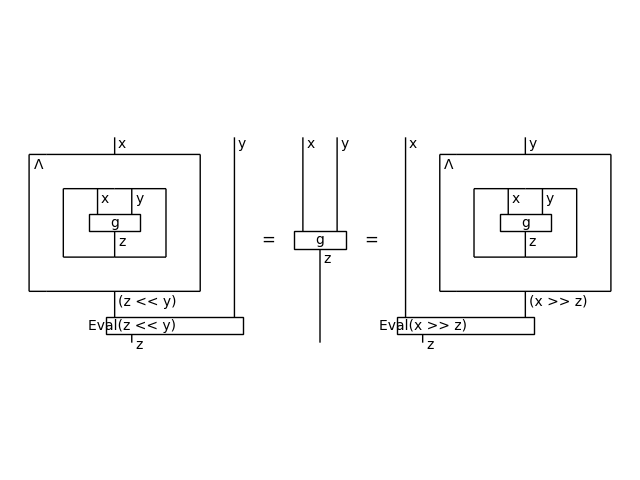 x y x y x y
Λ Λ
x y x y
g g
z z
= g =
z
(z << y) (x >> z)
Eval(z << y) Eval(x >> z)
z z